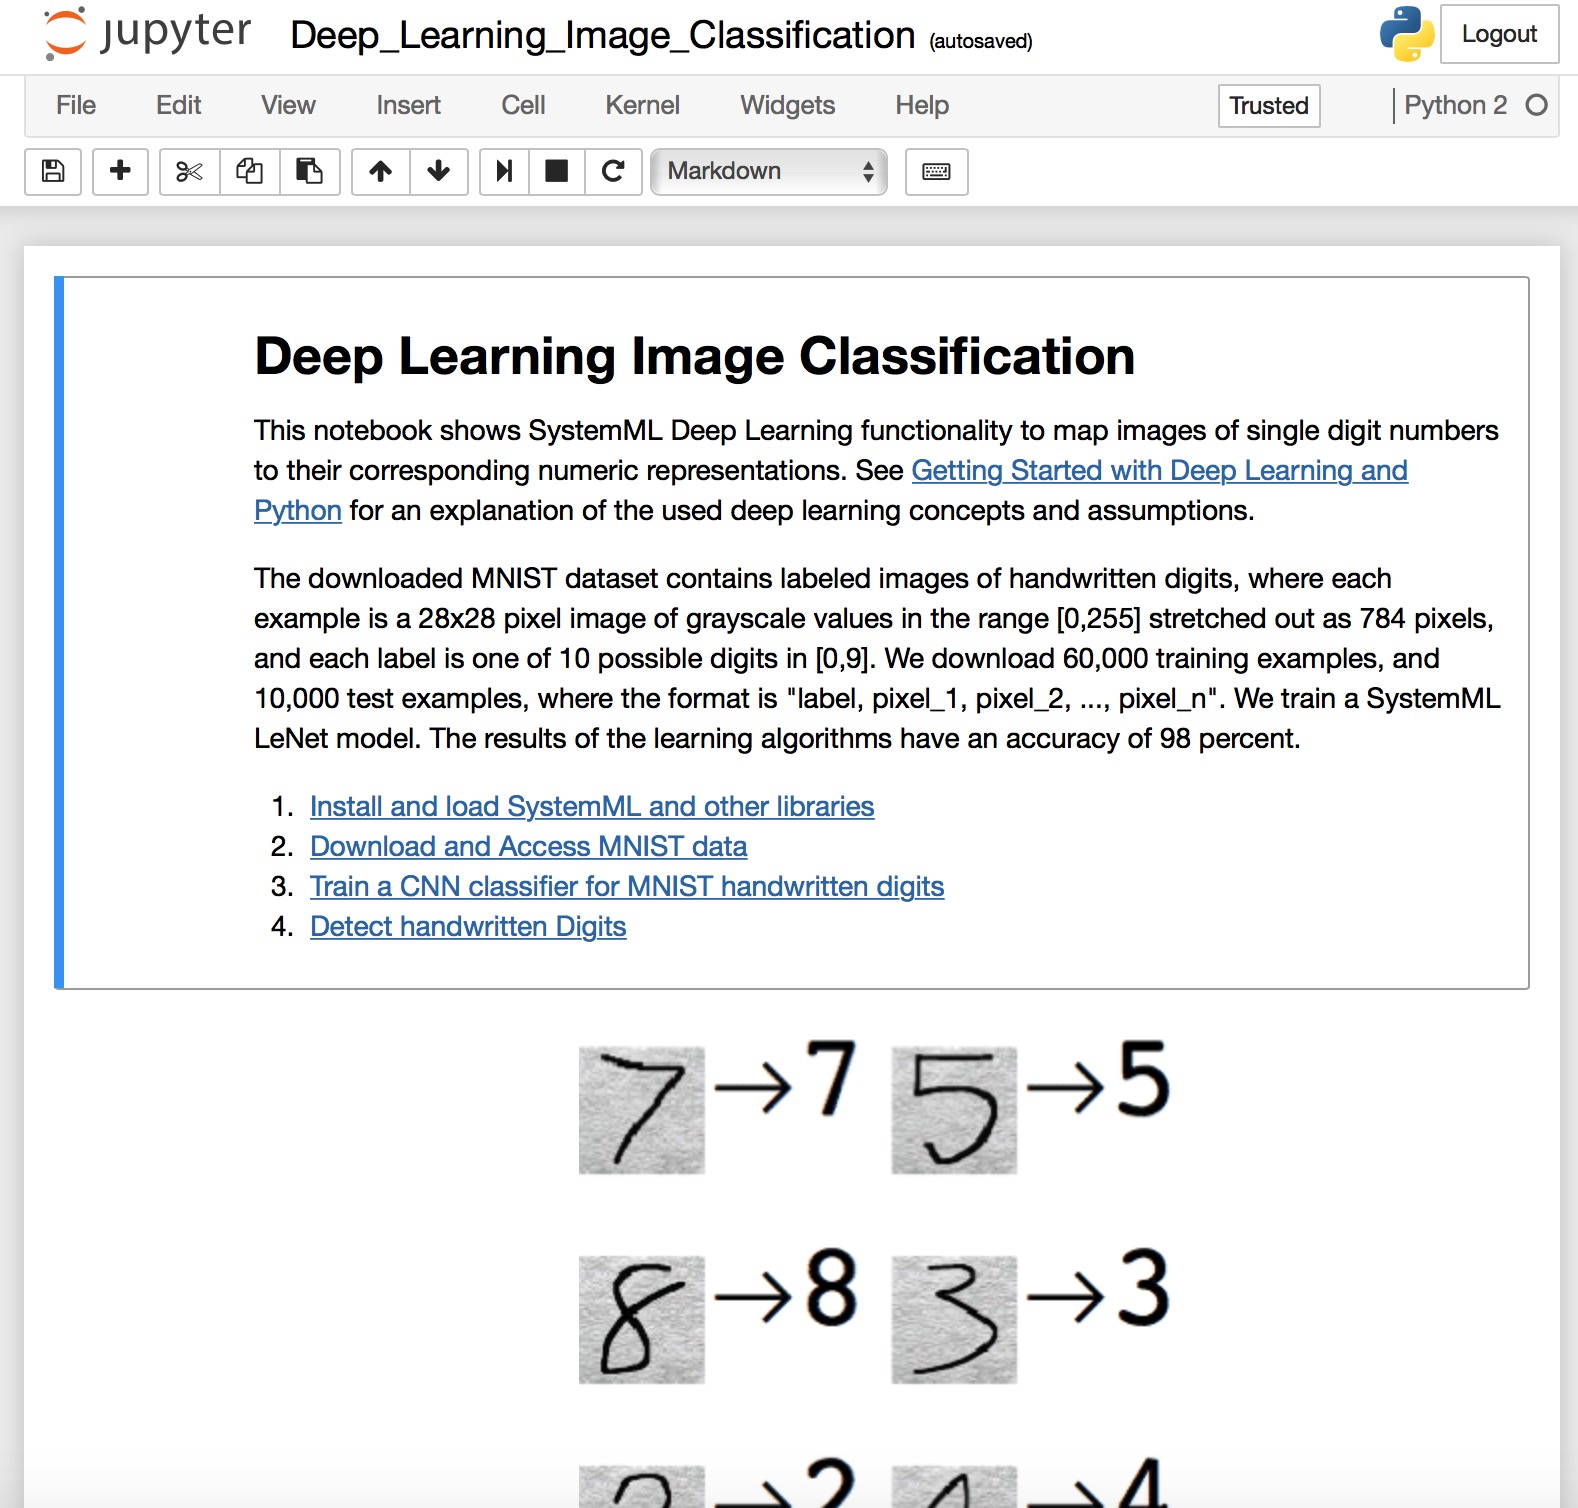 jupyter Deep_Learning_Image_Classification (autosaved) Logout
File Edit View Insert Cell Kernel Widgets Help Trusted Python 2
Markdown
Deep Learning Image Classification
This notebook shows SystemML Deep Learning functionality to map images of single digit numbers
to their corresponding numeric representations. See Getting Started with Deep Learning and
Python for an explanation of the used deep learning concepts and assumptions.
The downloaded MNIST dataset contains labeled images of handwritten digits, where each
example is a 28x28 pixel image of grayscale values in the range [0,255] stretched out as 784 pixels,
and each label is one of 10 possible digits in [0,9]. We download 60,000 training examples, and
10,000 test examples, where the format is "label, pixel_1, pixel_2, ..., pixel_n". We train a SystemML
LeNet model. The results of the learning algorithms have an accuracy of 98 percent.
1. Install and load SystemML and other libraries
2. Download and Access MNIST data
3. Train a CNN classifier for MNIST handwritten digits
4. Detect handwritten Digits
7 → 7 5 → 5
8 → 8 3 → 3
2 → 2 4 → 4